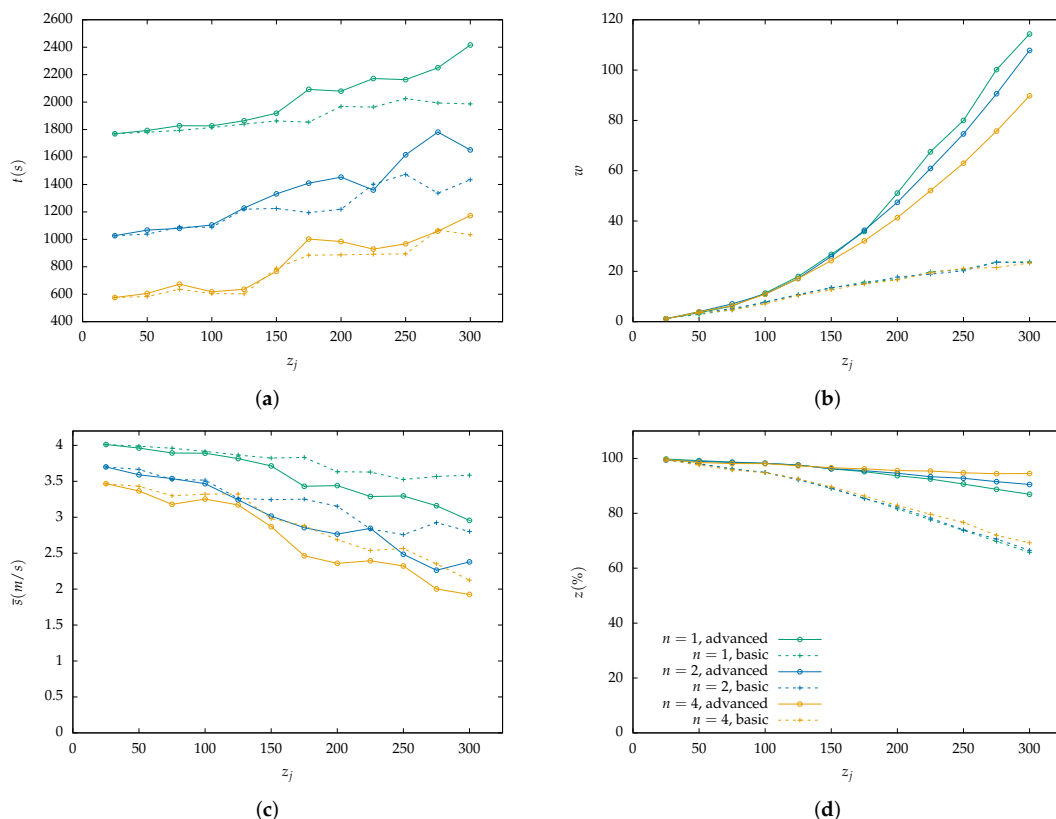 2600
2400
2200
2000
1800
1600
1400
1200
1000
800
600
400
0 50 100 150 200 250 300
t(s)
z_j
(a)
120
100
80
60
40
20
0
0 50 100 150 200 250 300
w
z_j
(b)
4
3.5
3
2.5
2
1.5
1
0.5
0
0 50 100 150 200 250 300
s̄(m/s)
z_j
(c)
100
80
60
40
20
0
0 50 100 150 200 250 300
z(%)
n = 1, advanced
n = 1, basic
n = 2, advanced
n = 2, basic
n = 4, advanced
n = 4, basic
z_j
(d)